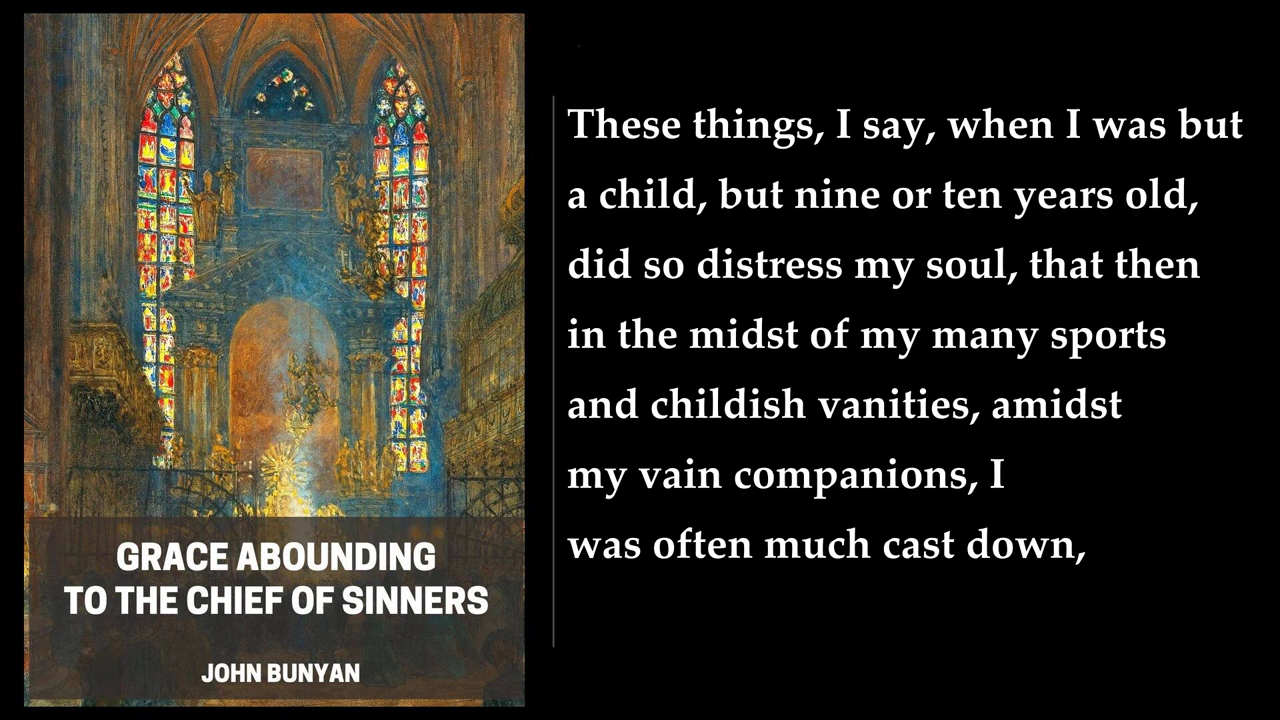 These things, I say, when I was but
a child, but nine or ten years old,
did so distress my soul, that then
in the midst of my many sports
and childish vanities, amidst
my vain companions, I
was often much cast down,
GRACE ABOUNDING
TO THE CHIEF OF SINNERS
JOHN BUNYAN